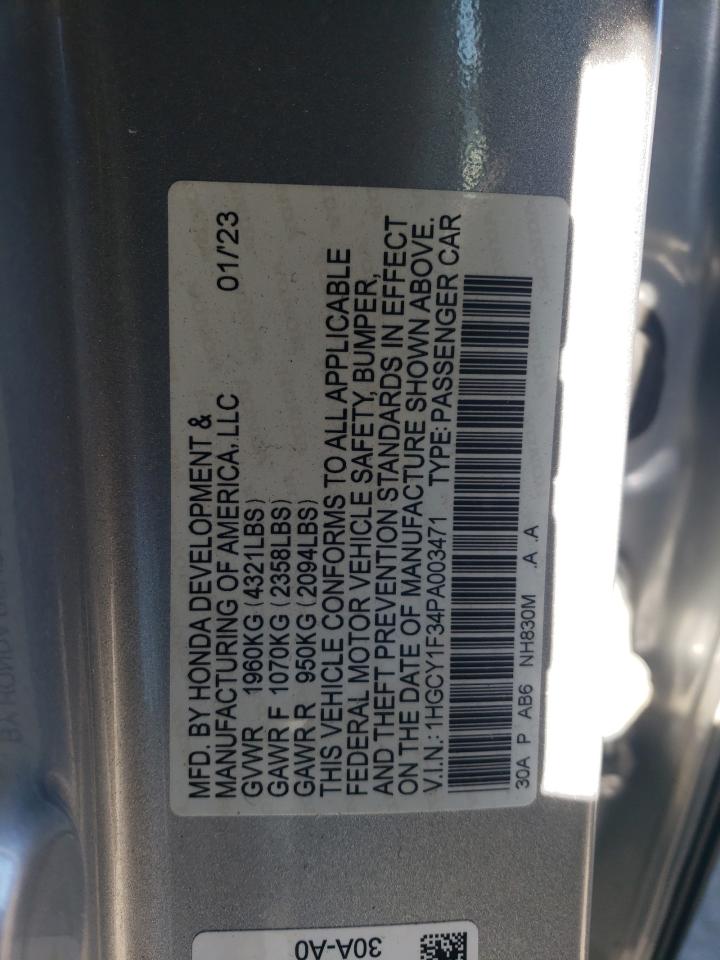 MFD. BY HONDA DEVELOPMENT &
MANUFACTURING OF AMERICA, LLC 01/'23
GVWR 1960KG (4321LBS)
GAWR F 1070KG (2358LBS)
GAWR R 950KG (2094LBS)
THIS VEHICLE CONFORMS TO ALL APPLICABLE
FEDERAL MOTOR VEHICLE SAFETY, BUMPER,
AND THEFT PREVENTION STANDARDS IN EFFECT
ON THE DATE OF MANUFACTURE SHOWN ABOVE.
V.I.N.: 1HGCY1F34PA003471 TYPE: PASSENGER CAR
30A P AB6 NH830M .A .A
30A-A0